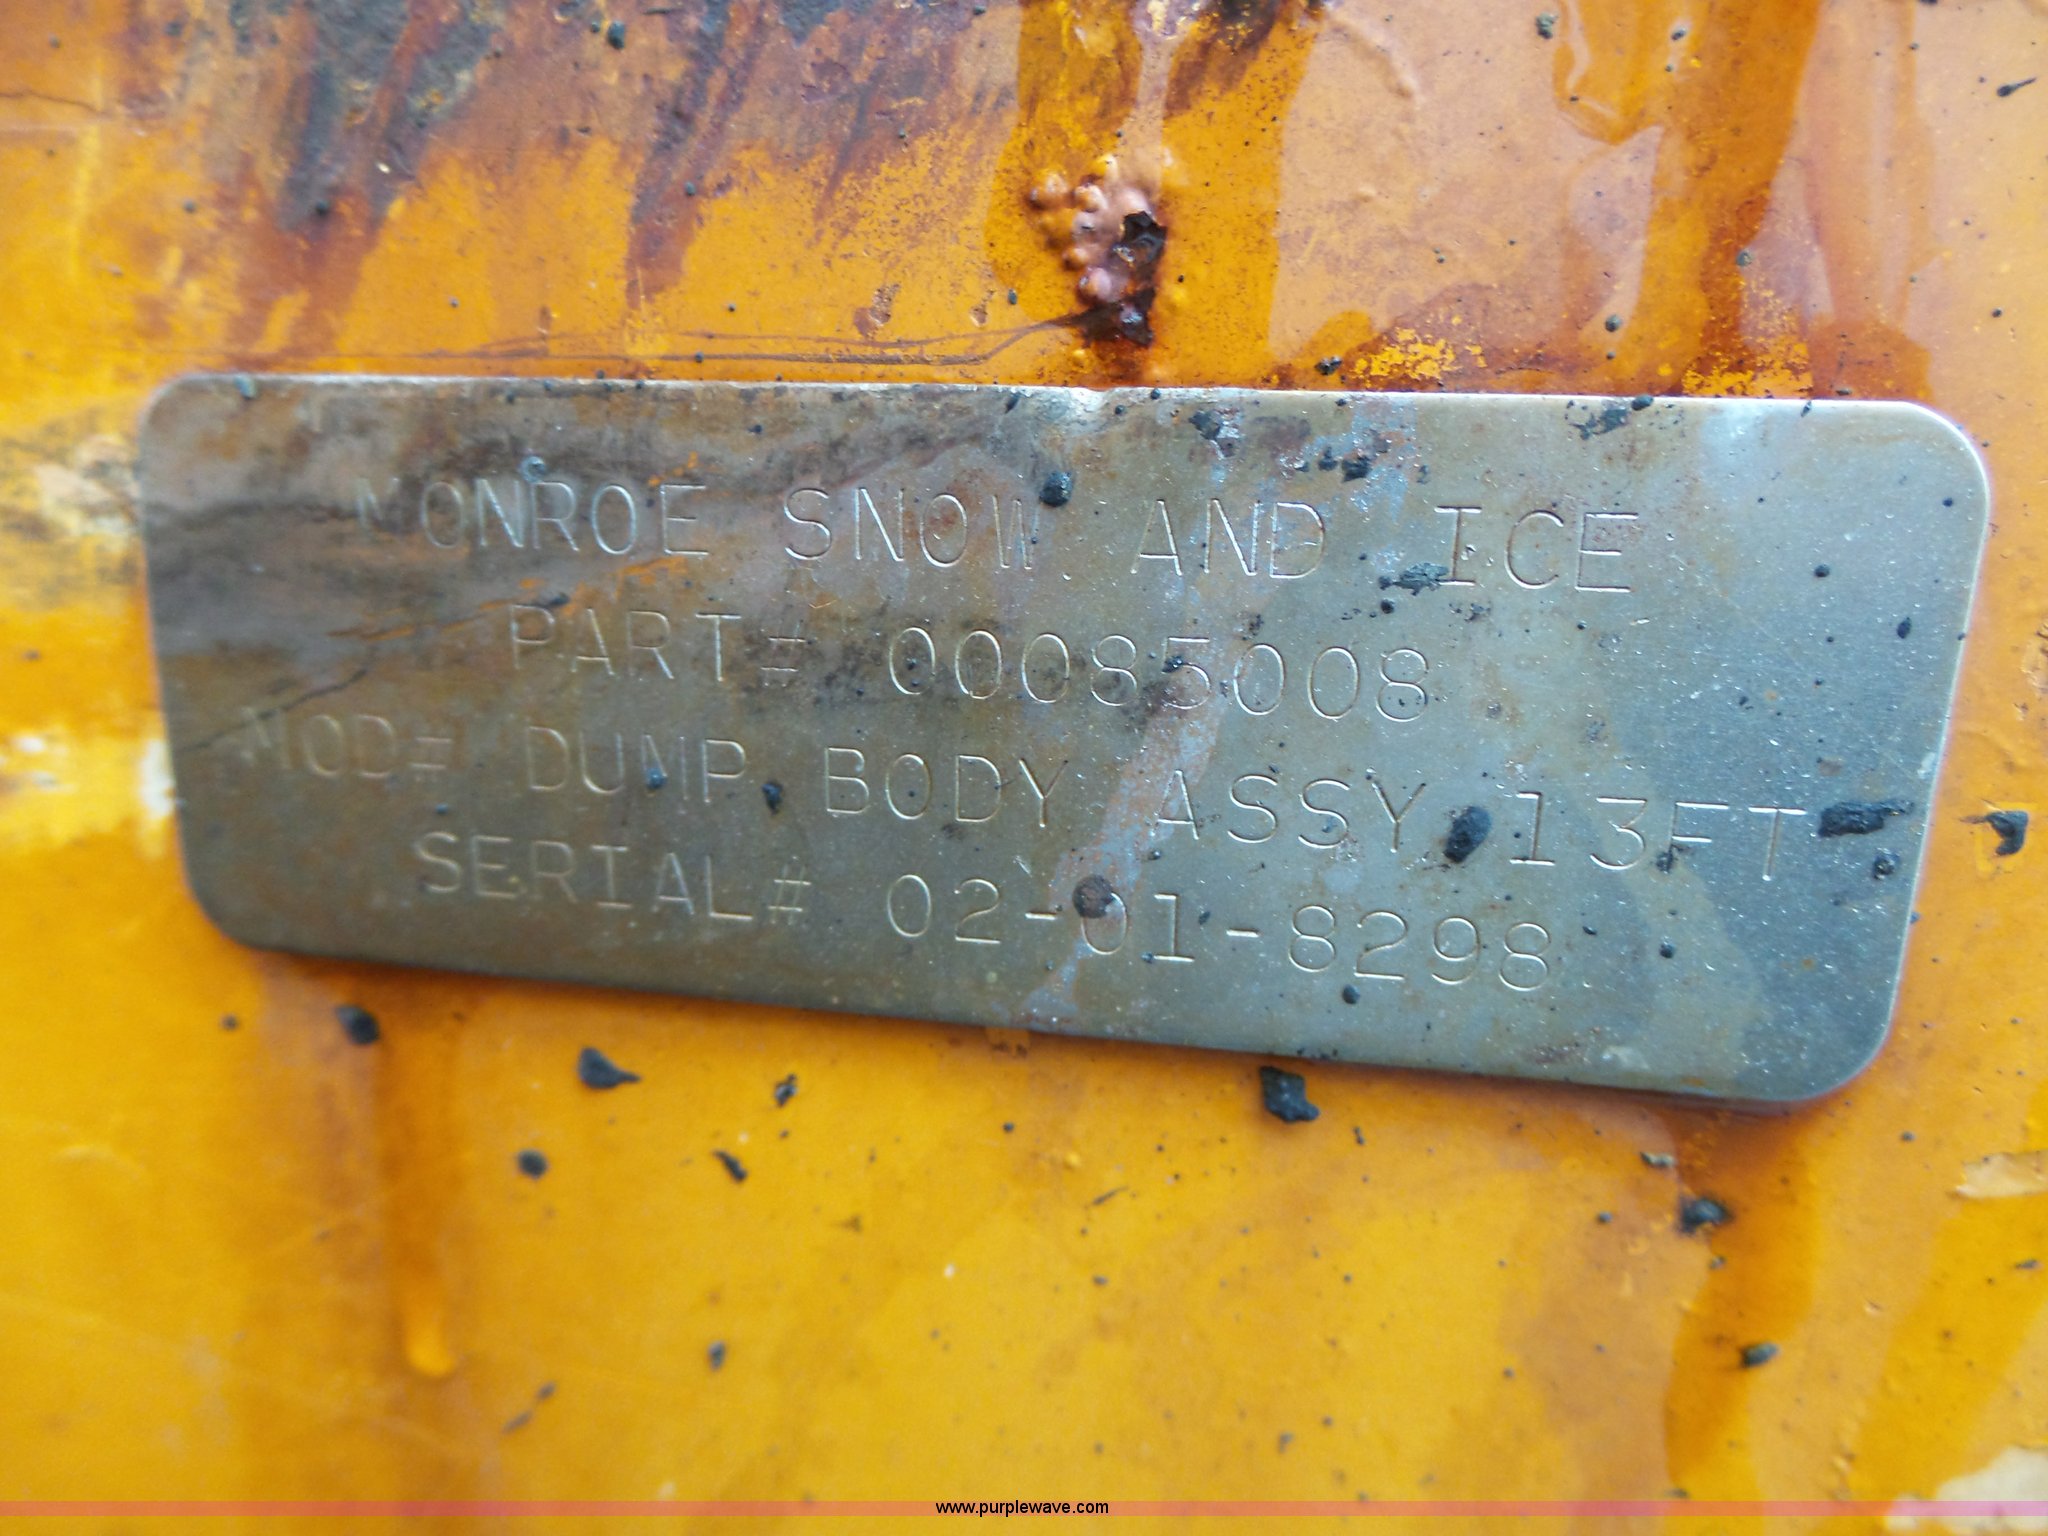 MONROE SNOW AND ICE
PART# 00085008
MOD# DUMP BODY ASSY 13FT
SERIAL# 02-01-8298
www.purplewave.com